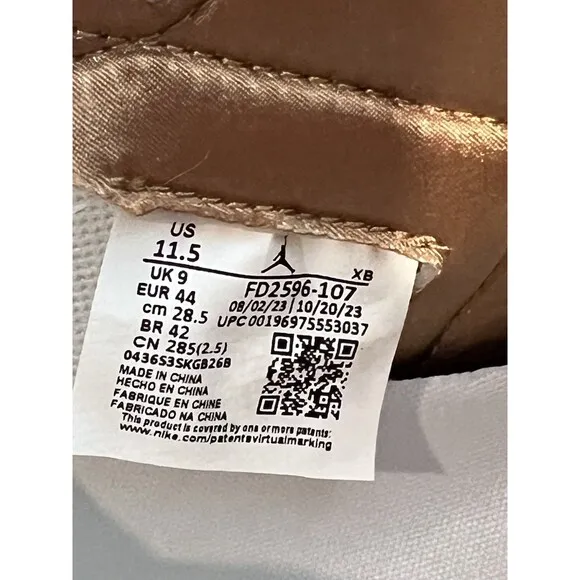 US
11.5
XB
UK 9
EUR 44
cm 28.5
BR 42
CN 285(2.5)
0436S3SKGB26B
FD2596-107
08/02/23 | 10/20/23
UPC 00196975553037
MADE IN CHINA
HECHO EN CHINA
FABRIQUE EN CHINE
FABRICADO NA CHINA
This product is covered by one or more patents:
www.nike.com/patentsvirtualmarking